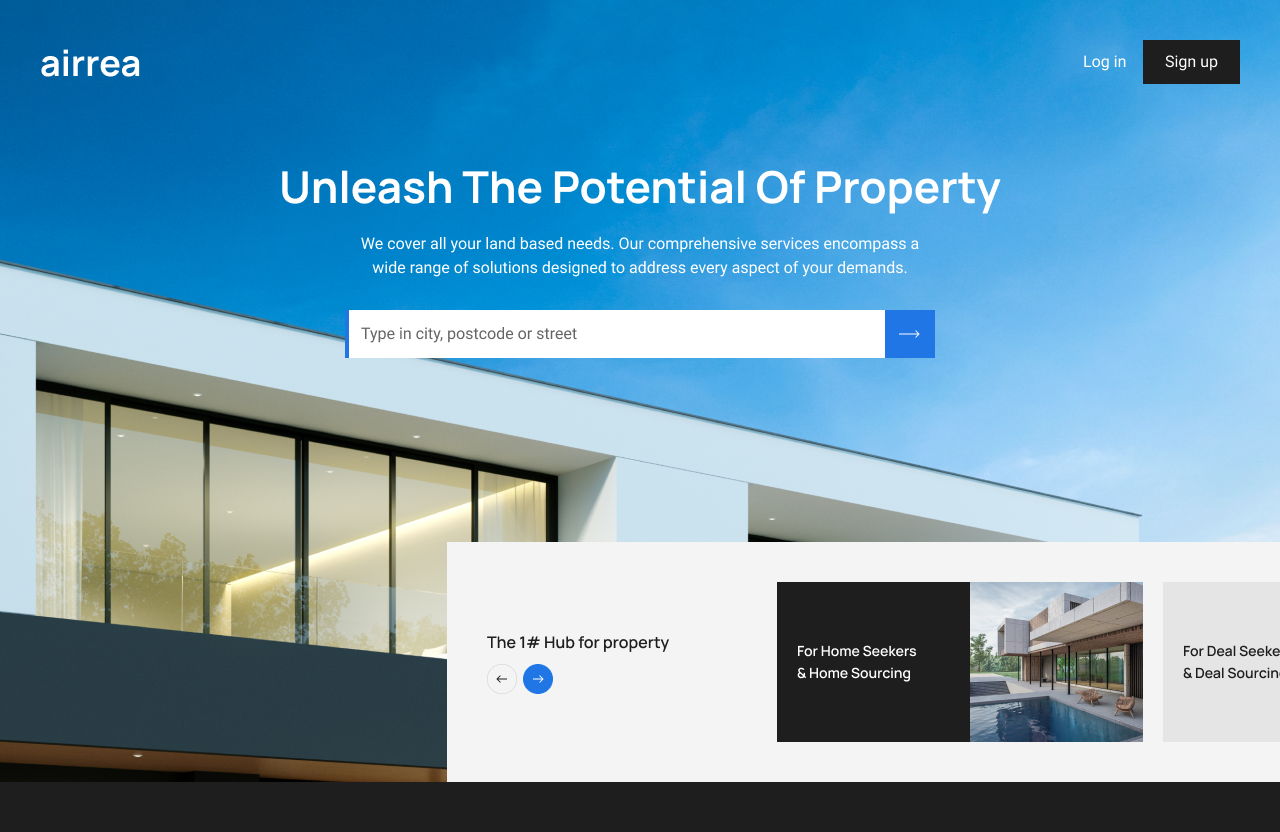 airrea
Log in
Sign up
Unleash The Potential Of Property
We cover all your land based needs. Our comprehensive services encompass a
wide range of solutions designed to address every aspect of your demands.
Type in city, postcode or street
The 1# Hub for property
For Home Seekers
& Home Sourcing
For Deal Seeke
& Deal Sourcin